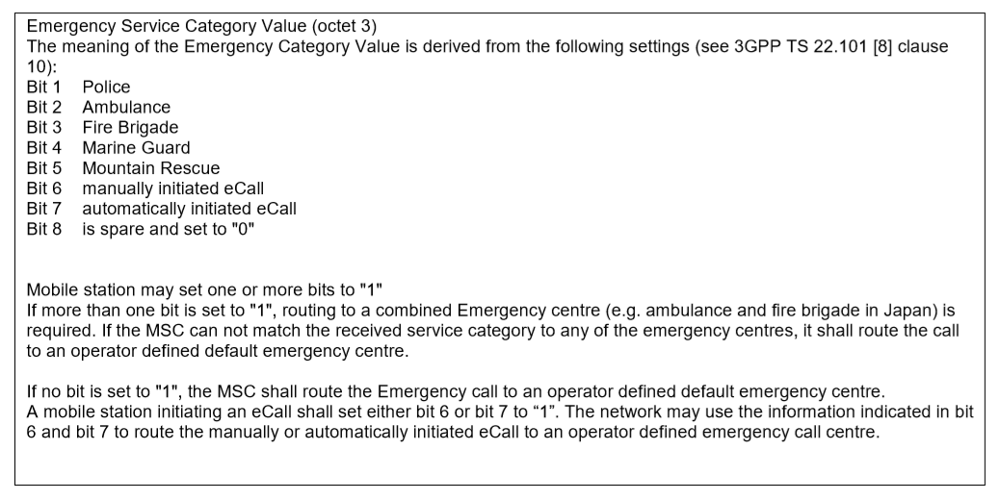 Emergency Service Category Value (octet 3)
The meaning of the Emergency Category Value is derived from the following settings (see 3GPP TS 22.101 [8] clause
10):
Bit 1 Police
Bit 2 Ambulance
Bit 3 Fire Brigade
Bit 4 Marine Guard
Bit 5 Mountain Rescue
Bit 6 manually initiated eCall
Bit 7 automatically initiated eCall
Bit 8 is spare and set to "0"
Mobile station may set one or more bits to "1"
If more than one bit is set to "1", routing to a combined Emergency centre (e.g. ambulance and fire brigade in Japan) is
required. If the MSC can not match the received service category to any of the emergency centres, it shall route the call
to an operator defined default emergency centre.
If no bit is set to "1", the MSC shall route the Emergency call to an operator defined default emergency centre.
A mobile station initiating an eCall shall set either bit 6 or bit 7 to “1”. The network may use the information indicated in bit
6 and bit 7 to route the manually or automatically initiated eCall to an operator defined emergency call centre.